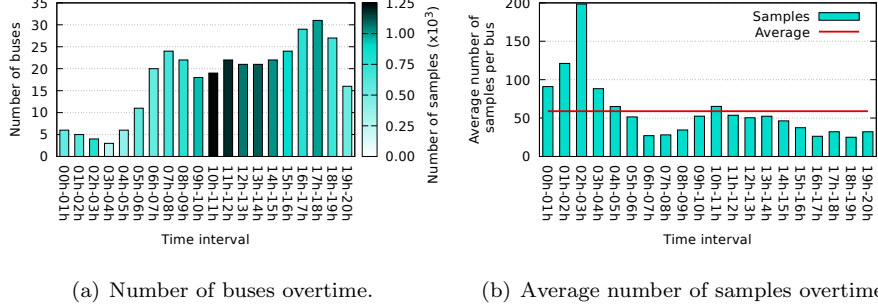 35
30
25
20
15
10
5
0
Number of buses
00h-01h
01h-02h
02h-03h
03h-04h
04h-05h
05h-06h
06h-07h
07h-08h
08h-09h
09h-10h
10h-11h
11h-12h
12h-13h
13h-14h
14h-15h
15h-16h
16h-17h
17h-18h
18h-19h
19h-20h
Time interval
1.25
1.00
0.75
0.50
0.25
0.00
Number of samples (x10³)
(a) Number of buses overtime.
200
150
100
50
0
Average number of
samples per bus
Samples
Average
00h-01h
01h-02h
02h-03h
03h-04h
04h-05h
05h-06h
06h-07h
07h-08h
08h-09h
09h-10h
10h-11h
11h-12h
12h-13h
13h-14h
14h-15h
15h-16h
16h-17h
17h-18h
18h-19h
19h-20h
Time interval
(b) Average number of samples overtime